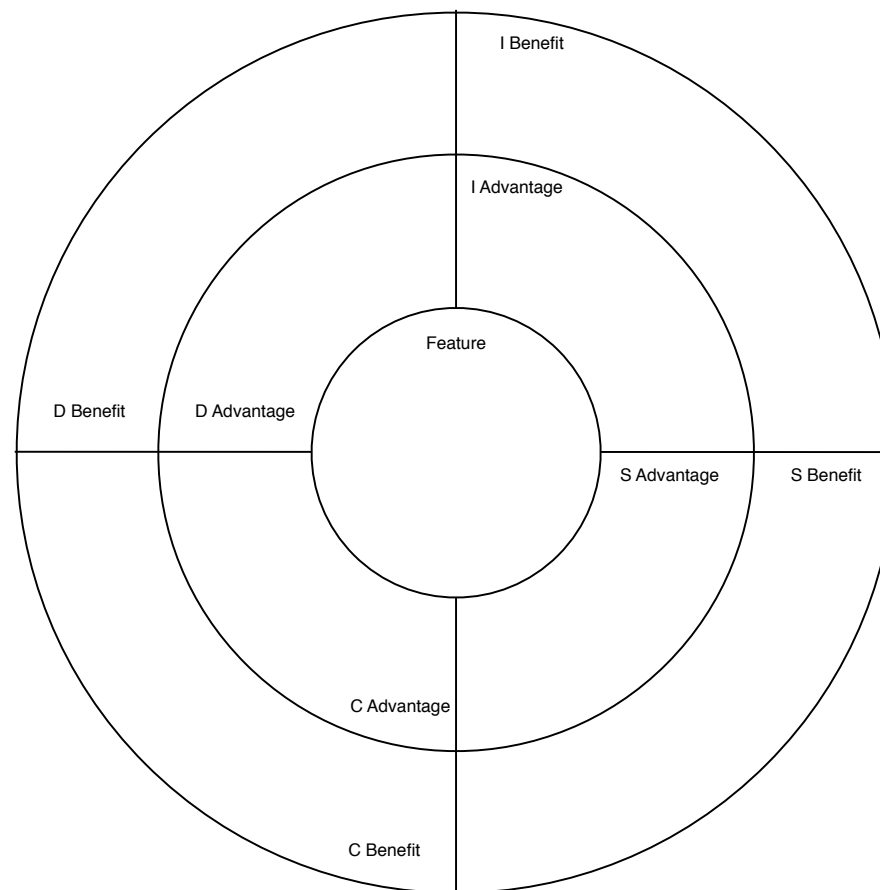 I Benefit
I Advantage
Feature
D Benefit
D Advantage
S Advantage
S Benefit
C Advantage
C Benefit